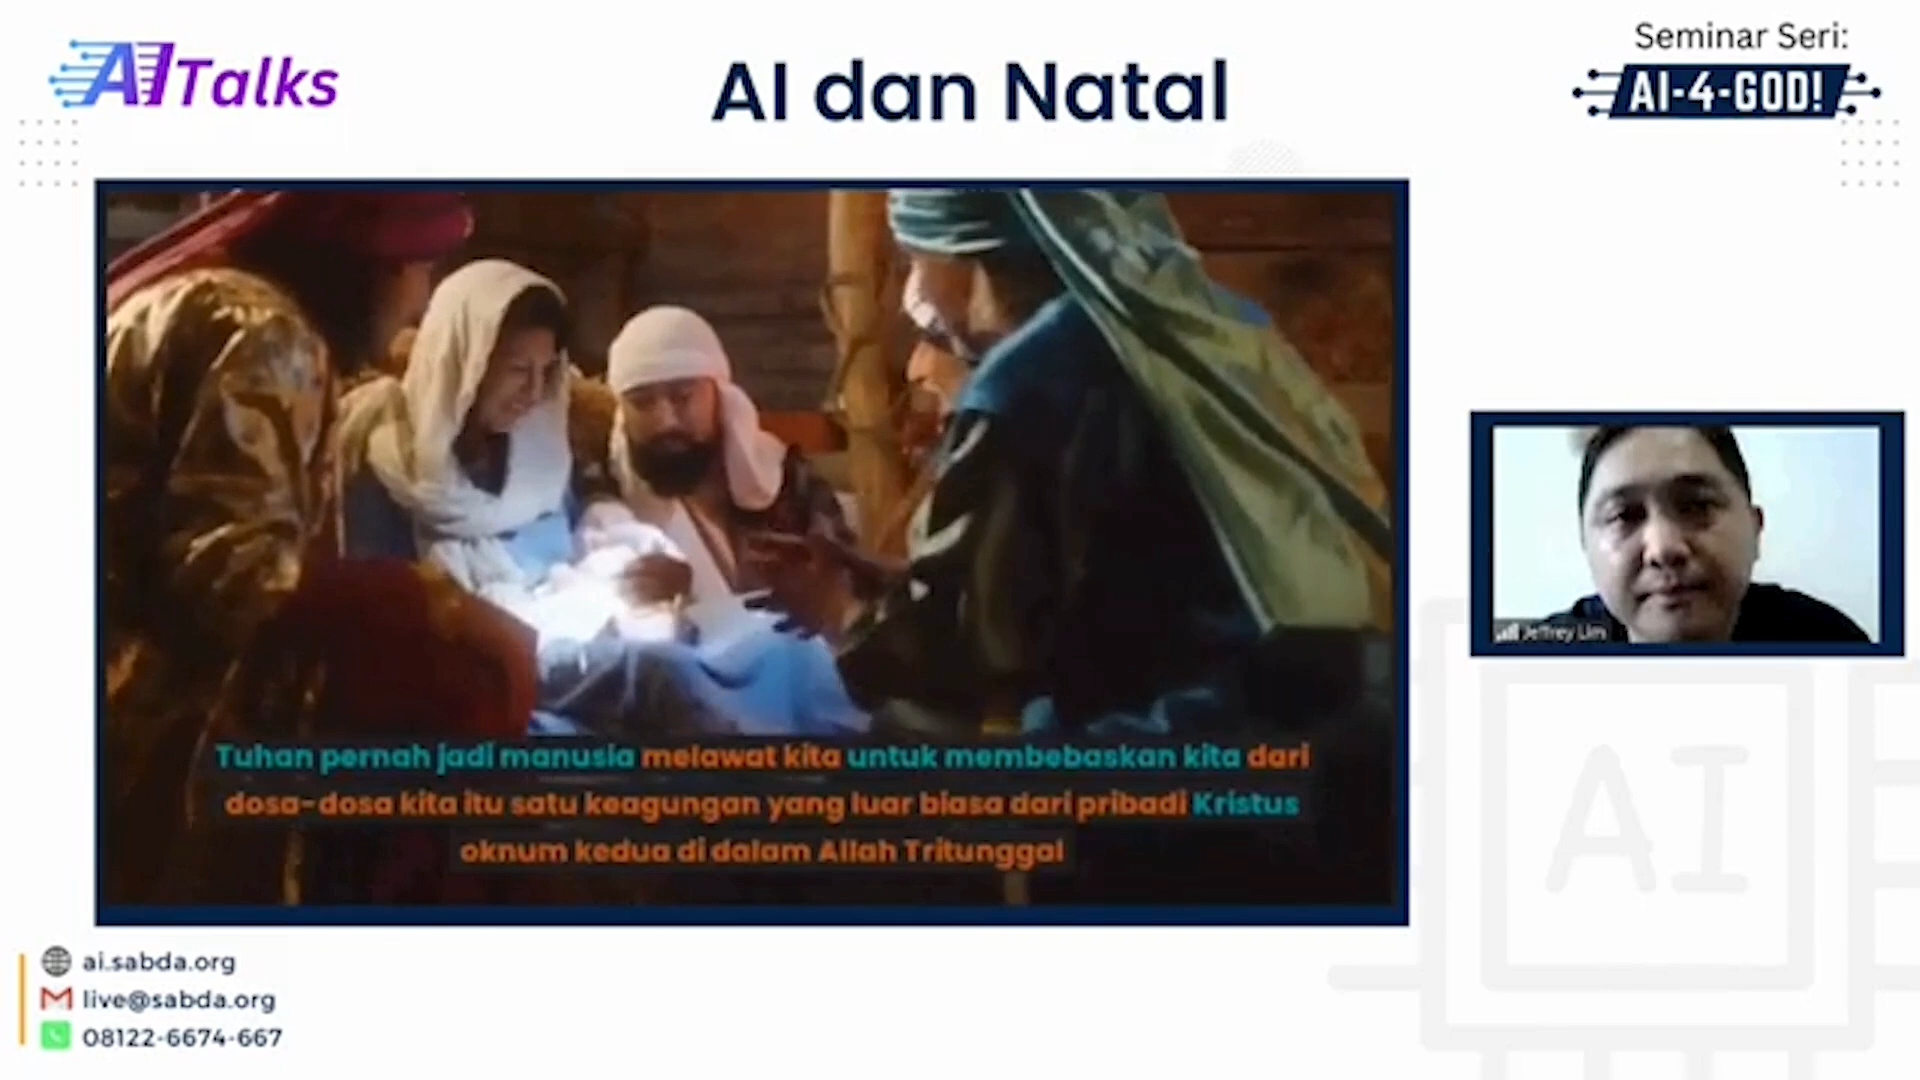 AI Talks
AI dan Natal
Seminar Seri:
AI-4-GOD!
Tuhan pernah jadi manusia melawat kita untuk membebaskan kita dari
dosa-dosa kita itu satu keagungan yang luar biasa dari pribadi Kristus
oknum kedua di dalam Allah Tritunggal
Jeffrey Lim
AI
ai.sabda.org
live@sabda.org
08122-6674-667